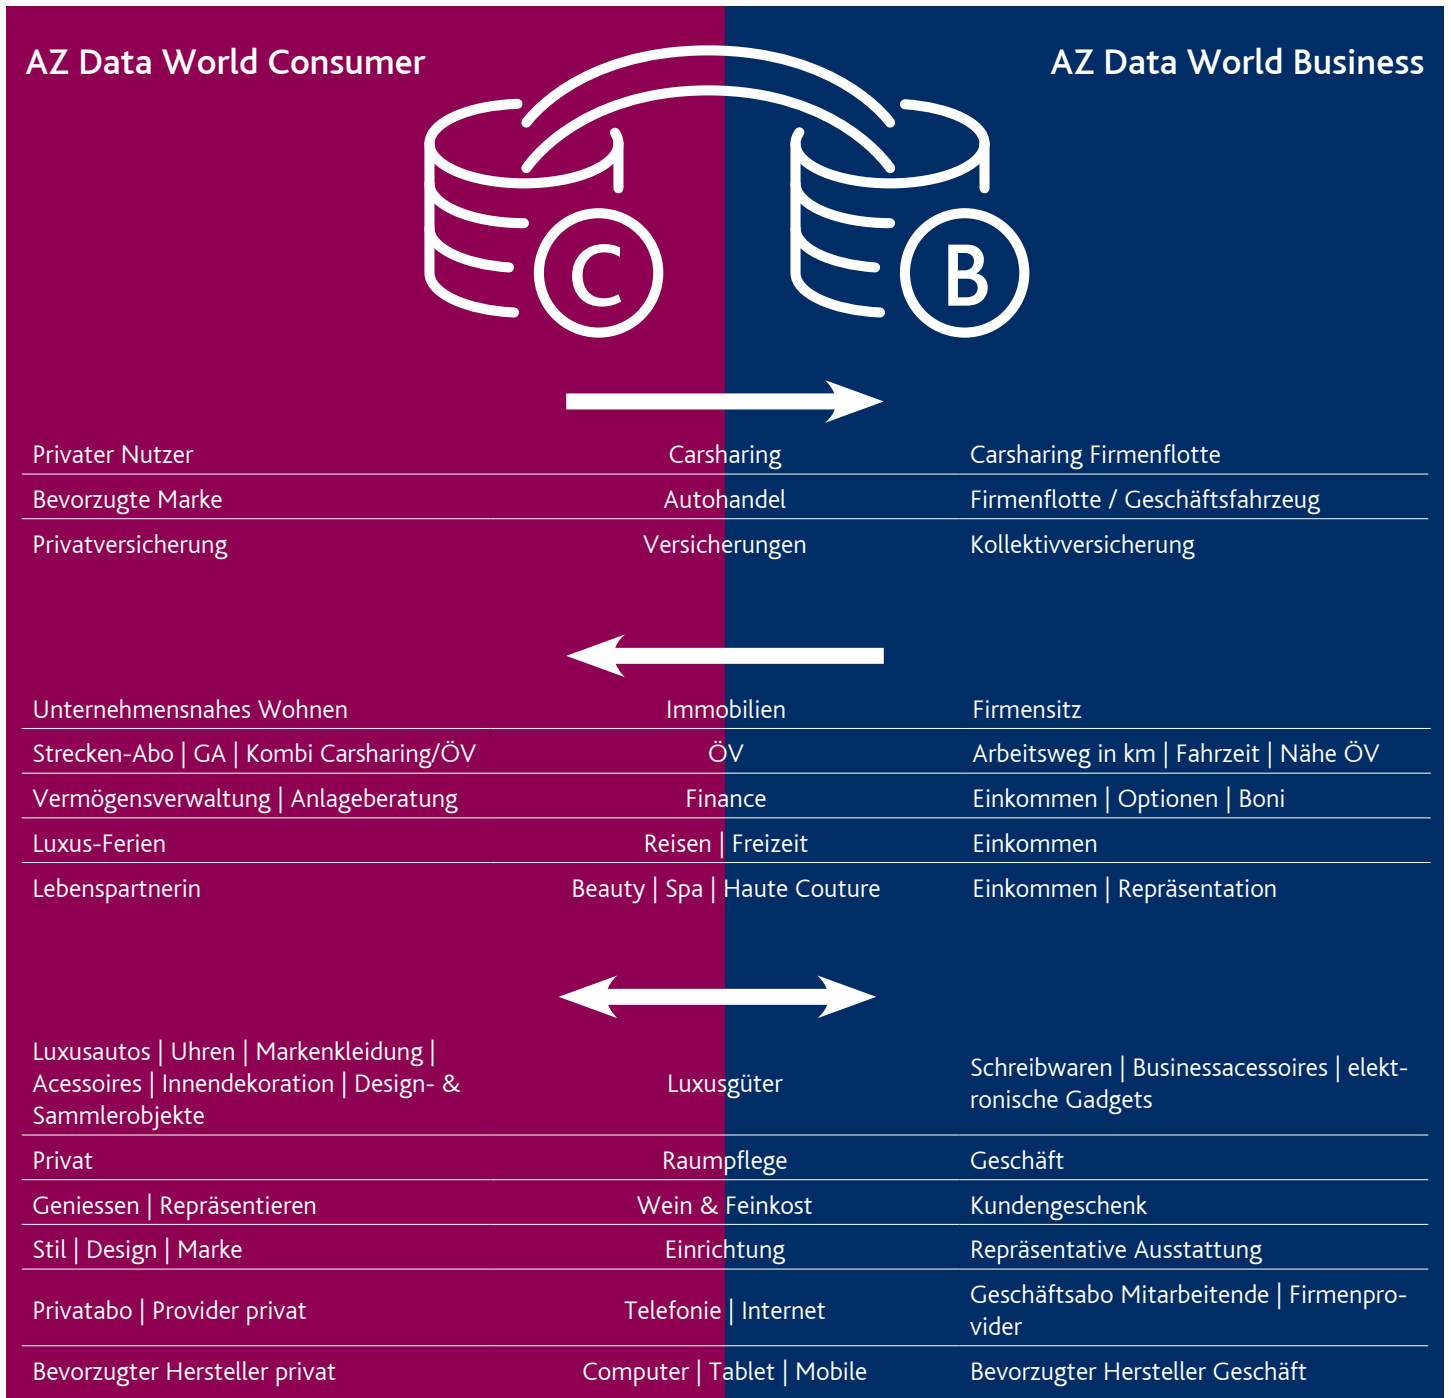 AZ Data World Consumer
AZ Data World Business
C
B
Privater Nutzer
Carsharing
Carsharing Firmenflotte
Bevorzugte Marke
Autohandel
Firmenflotte / Geschäftsfahrzeug
Privatversicherung
Versicherungen
Kollektivversicherung
Unternehmensnahes Wohnen
Immobilien
Firmensitz
Strecken-Abo | GA | Kombi Carsharing/ÖV
ÖV
Arbeitsweg in km | Fahrzeit | Nähe ÖV
Vermögensverwaltung | Anlageberatung
Finance
Einkommen | Optionen | Boni
Luxus-Ferien
Reisen | Freizeit
Einkommen
Lebenspartnerin
Beauty | Spa | Haute Couture
Einkommen | Repräsentation
Luxusautos | Uhren | Markenkleidung |
Acessoires | Innendekoration | Design- &
Sammlerobjekte
Luxusgüter
Schreibwaren | Businessacessoires | elekt-
ronische Gadgets
Privat
Raumpflege
Geschäft
Geniessen | Repräsentieren
Wein & Feinkost
Kundengeschenk
Stil | Design | Marke
Einrichtung
Repräsentative Ausstattung
Privatabo | Provider privat
Telefonie | Internet
Geschäftsabo Mitarbeitende | Firmenpro-
vider
Bevorzugter Hersteller privat
Computer | Tablet | Mobile
Bevorzugter Hersteller Geschäft